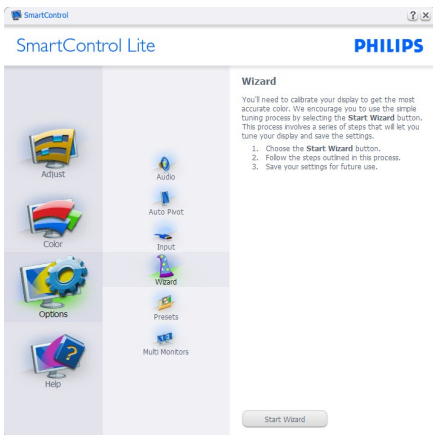 SmartControl
SmartControl Lite
PHILIPS
Adjust
Color
Options
Help
Audio
Auto Pivot
Input
Wizard
Presets
Multi Monitors
Wizard
You'll need to calibrate your display to get the most
accurate color. We encourage you to use the simple
tuning process by selecting the Start Wizard button.
This process involves a series of steps that will let you
tune your display and save the settings.
1. Choose the Start Wizard button.
2. Follow the steps outlined in this process.
3. Save your settings for future use.
Start Wizard